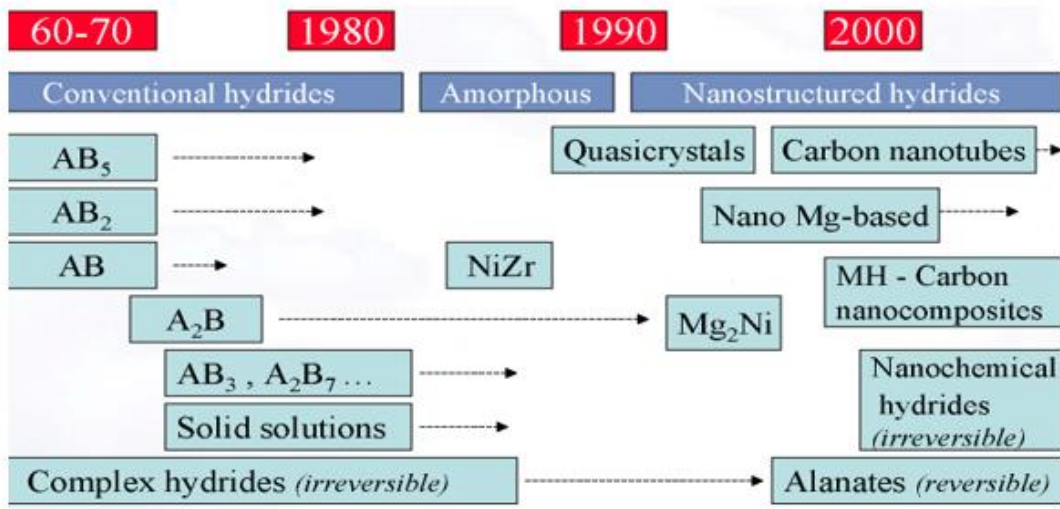 60-70 1980 1990 2000
Conventional hydrides Amorphous Nanostructured hydrides
AB₅ Quasicrystals Carbon nanotubes
AB₂ Nano Mg-based
AB NiZr MH - Carbon
nanocomposites
A₂B Mg₂Ni
AB₃ , A₂B₇ ... Nanochemical
hydrides
Solid solutions (irreversible)
Complex hydrides (irreversible) Alanates (reversible)